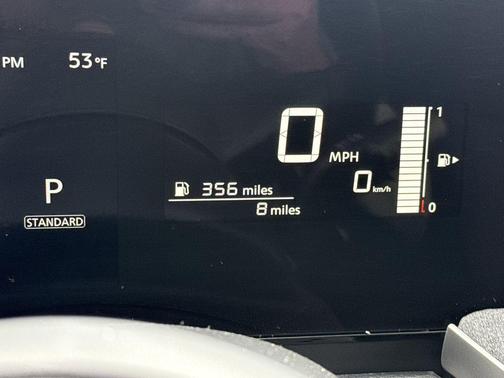 PM 53°F
1
0 MPH
P
356 miles
0 km/h
STANDARD
8 miles
0